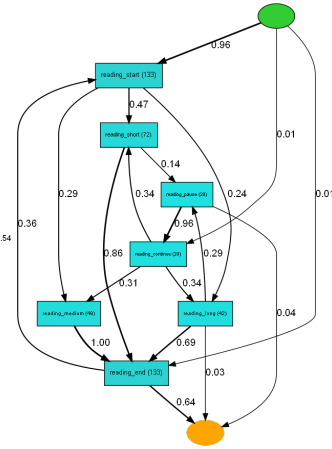 0.96
reading_start (133)
0.47
reading_short (72)
0.01
0.14
reading_pause (28)
0.29
0.34
0.24
0.01
0.36
.54
0.96
0.86
reading_continue (29)
0.29
0.31
0.34
reading_medium (46)
reading_long (42)
0.04
1.00
0.69
reading_end (133)
0.03
0.64